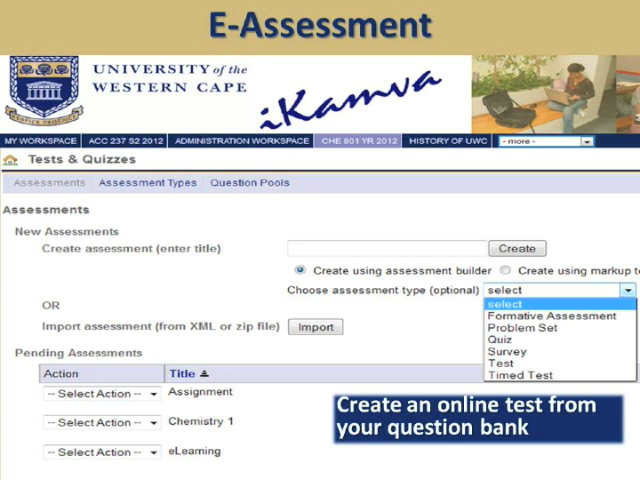 E-Assessment
UNIVERSITY of the
WESTERN CAPE
iKamva
MY WORKSPACE ACC 237 S2 2012 ADMINISTRATION WORKSPACE CHE 801 YR 2012 HISTORY OF UWC - more -
Tests & Quizzes
Assessments Assessment Types Question Pools
Assessments
New Assessments
Create assessment (enter title) Create
Create using assessment builder Create using markup
Choose assessment type (optional) select
select
Formative Assessment
Problem Set
Quiz
Survey
Test
Timed Test
OR
Import assessment (from XML or zip file) Import
Pending Assessments
Action Title
-- Select Action -- Assignment
-- Select Action -- Chemistry 1
-- Select Action -- eLearning
Create an online test from
your question bank